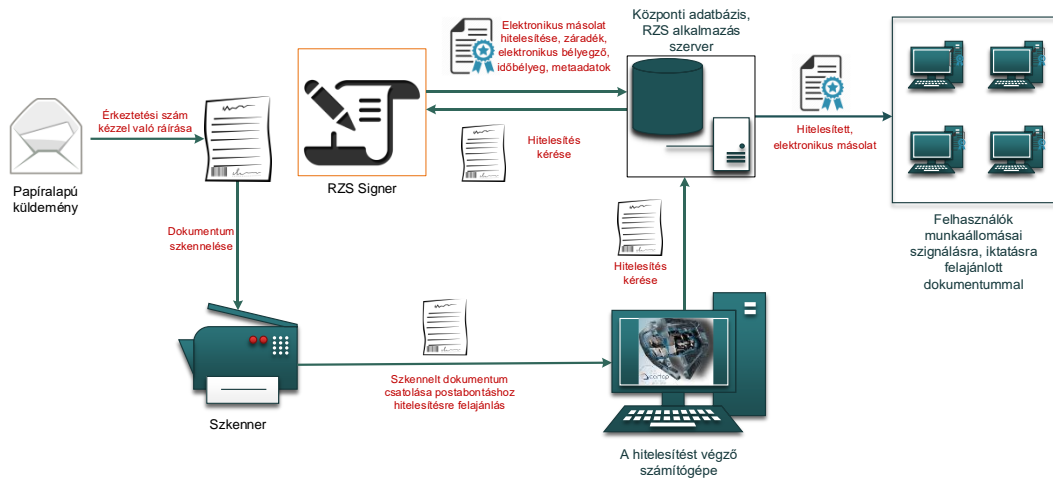 Elektronikus másolat
hitelesítése, záradék,
elektronikus bélyegző,
időbélyeg, metaadatok
Központi adatbázis,
RZS alkalmazás
szerver
Érkeztetési szám
kézzel való ráírása
Hitelesítés
kérése
Hitelesített,
elektronikus másolat
Papíralapú
küldemény
RZS Signer
Dokumentum
szkennelése
Hitelesítés
kérése
Felhasználók
munkaállomásai
szignálásra, iktatásra
felajánlott
dokumentummal
Szkennelt dokumentum
csatolása postabontáshoz
hitelesítésre felajánlás
Szkenner
A hitelesítést végző
számítógépe